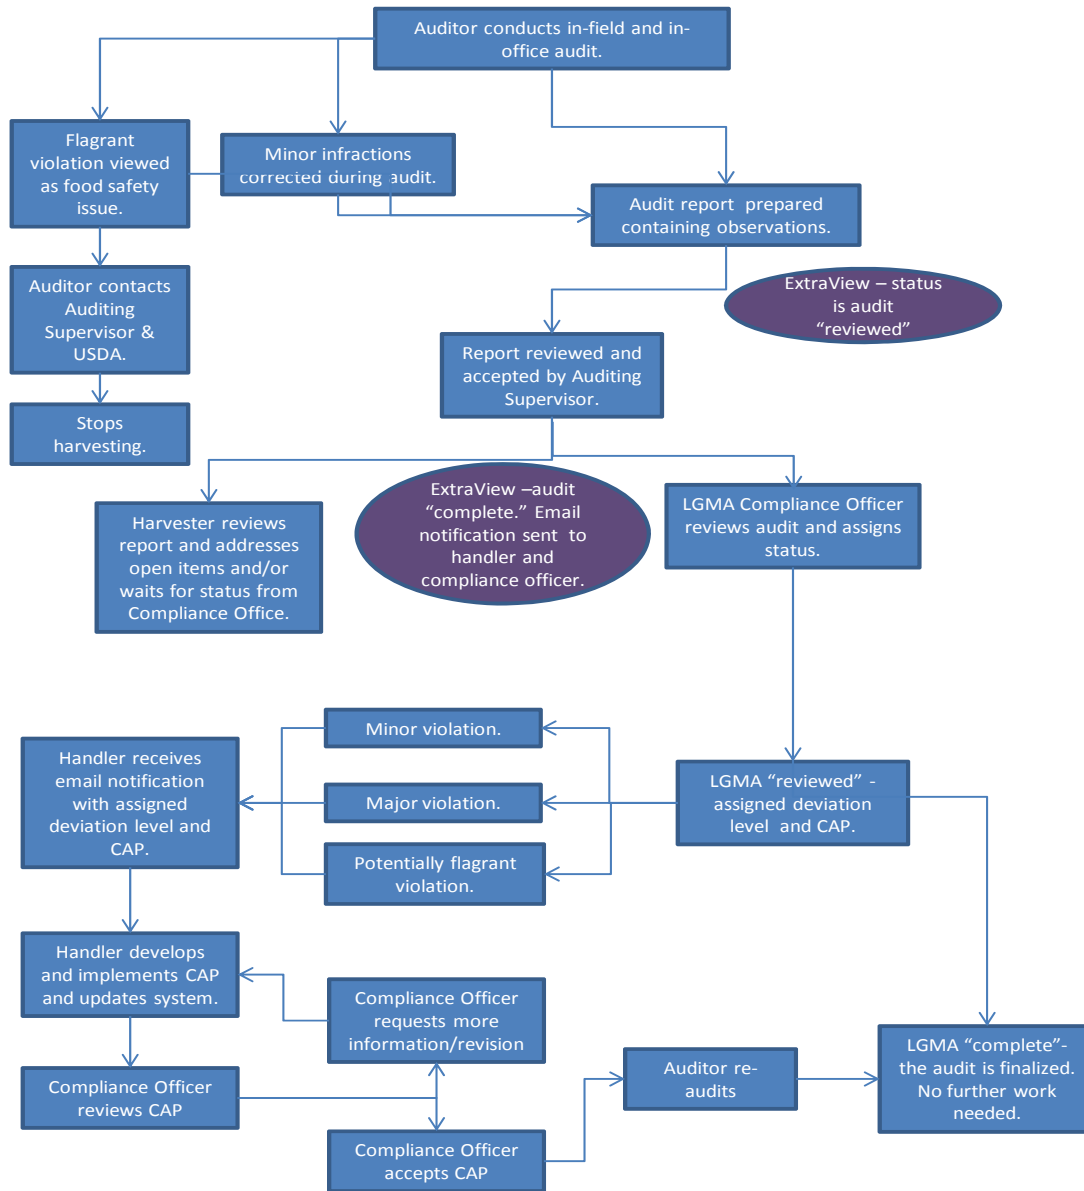 Auditor conducts in-field and in-
office audit.
Flagrant
violation viewed
as food safety
issue.
Minor infractions
corrected during audit.
Audit report prepared
containing observations.
Auditor contacts
Auditing
Supervisor &
USDA.
ExtraView – status
is audit
“reviewed”
Report reviewed and
accepted by Auditing
Supervisor.
Stops
harvesting.
Harvester reviews
report and addresses
open items and/or
waits for status from
Compliance Office.
ExtraView –audit
“complete.” Email
notification sent to
handler and
compliance officer.
LGMA Compliance Officer
reviews audit and assigns
status.
Minor violation.
Handler receives
email notification
with assigned
deviation level and
CAP.
Major violation.
LGMA “reviewed” -
assigned deviation
level and CAP.
Potentially flagrant
violation.
Handler develops
and implements CAP
and updates system.
Compliance Officer
requests more
information/revision
Compliance Officer
reviews CAP
Auditor re-
audits
LGMA “complete”-
the audit is finalized.
No further work
needed.
Compliance Officer
accepts CAP